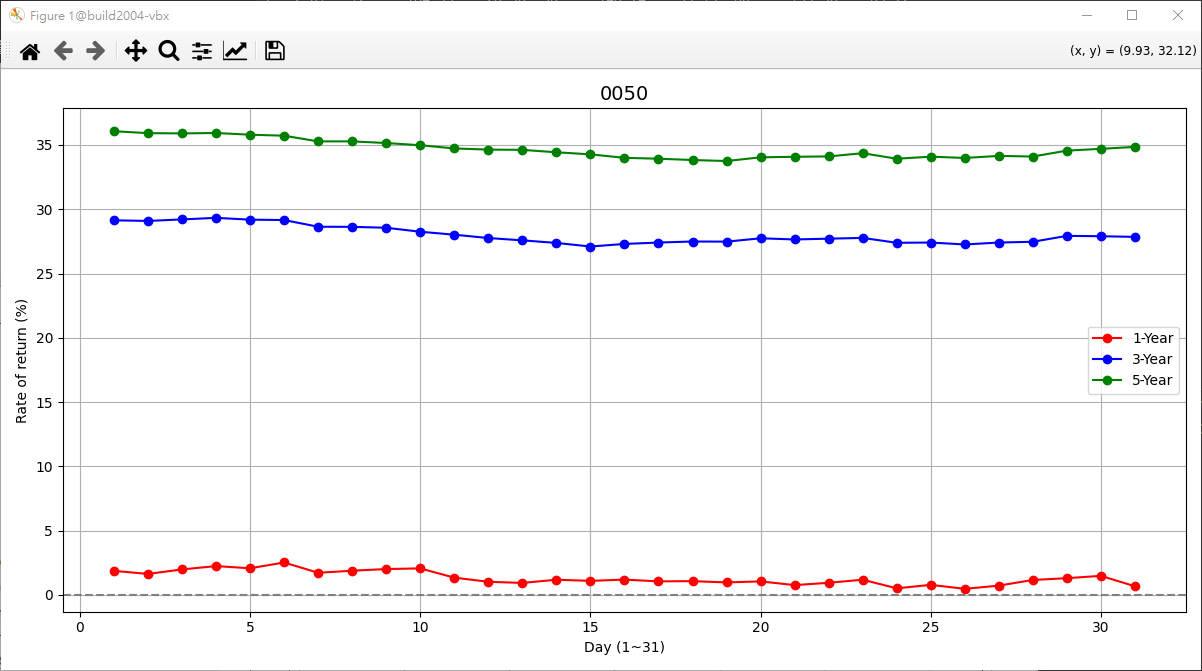 Figure 1@build2004-vbx
(x, y) = (9.93, 32.12)
0050
35
30
25
20
15
10
5
0
Rate of return (%)
1-Year
3-Year
5-Year
0 5 10 15 20 25 30
Day (1~31)